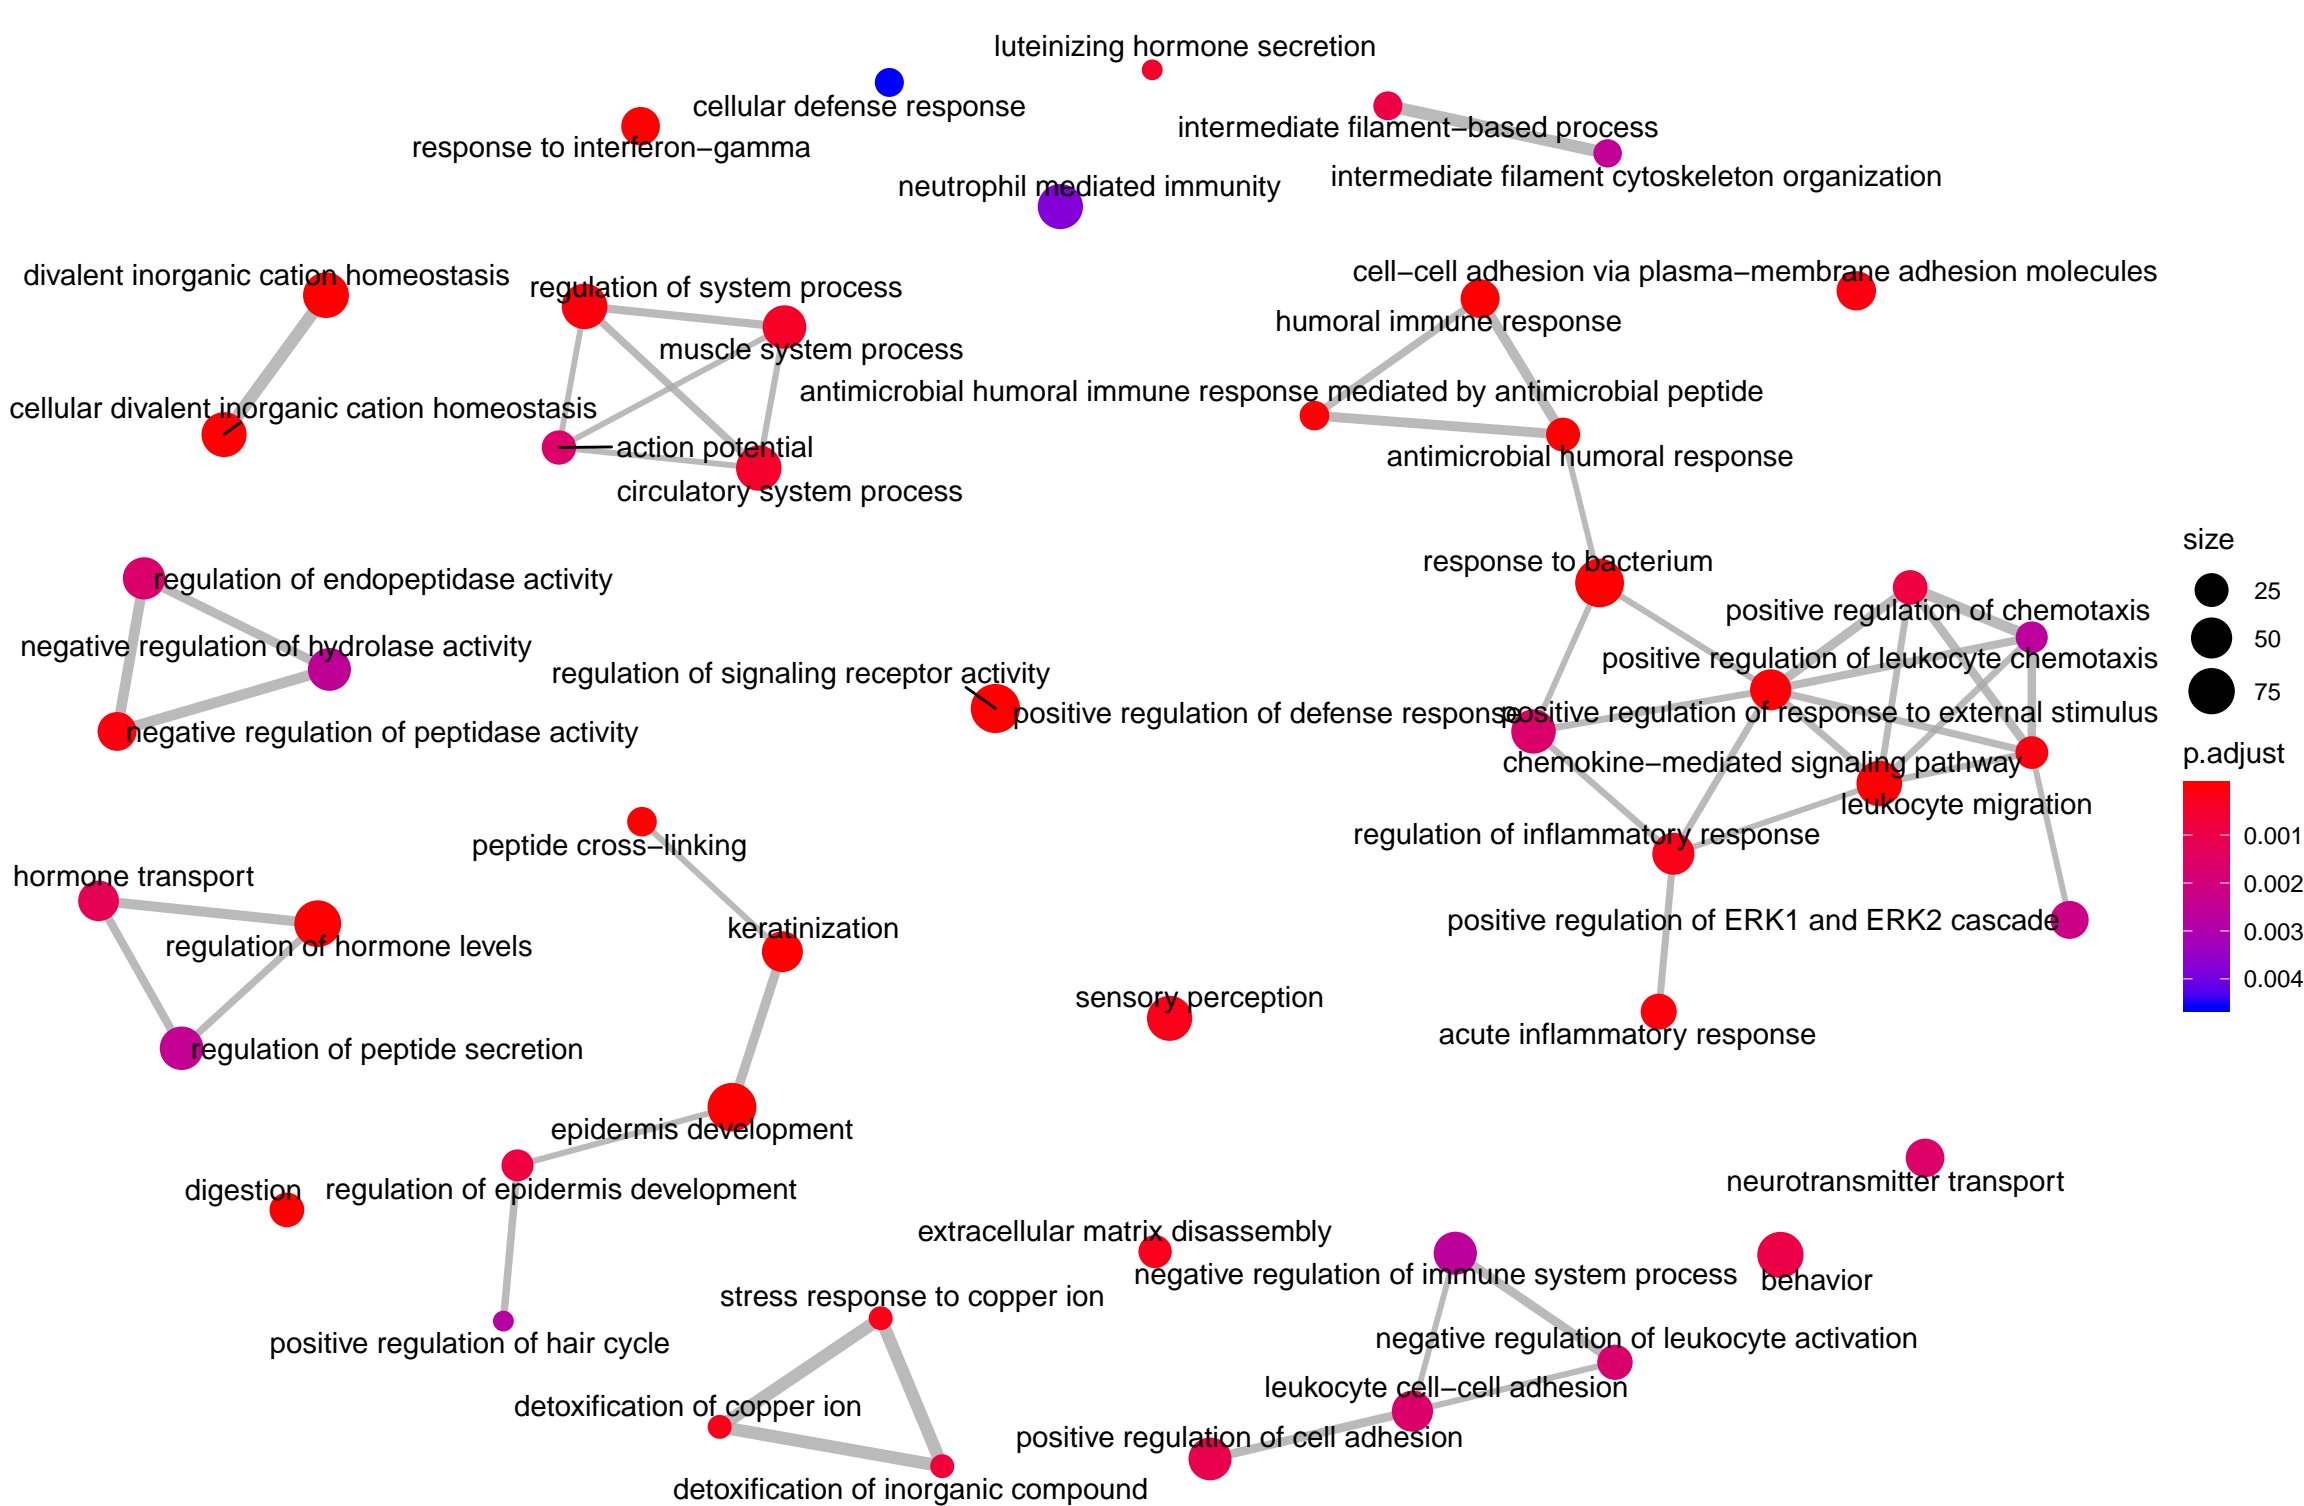 luteinizing hormone secretion
cellular defense response
response to interferon−gamma
intermediate filament−based process
intermediate filament cytoskeleton organization
neutrophil mediated immunity
divalent inorganic cation homeostasis
regulation of system process
cell−cell adhesion via plasma−membrane adhesion molecules
humoral immune response
muscle system process
antimicrobial humoral immune response mediated by antimicrobial peptide
cellular divalent inorganic cation homeostasis
action potential
antimicrobial humoral response
circulatory system process
response to bacterium
regulation of endopeptidase activity
positive regulation of chemotaxis
negative regulation of hydrolase activity
positive regulation of leukocyte chemotaxis
regulation of signaling receptor activity
positive regulation of defense response
positive regulation of response to external stimulus
negative regulation of peptidase activity
chemokine−mediated signaling pathway
leukocyte migration
regulation of inflammatory response
peptide cross−linking
hormone transport
keratinization
positive regulation of ERK1 and ERK2 cascade
regulation of hormone levels
sensory perception
acute inflammatory response
regulation of peptide secretion
epidermis development
neurotransmitter transport
digestion
regulation of epidermis development
extracellular matrix disassembly
negative regulation of immune system process
behavior
stress response to copper ion
positive regulation of hair cycle
negative regulation of leukocyte activation
leukocyte cell−cell adhesion
detoxification of copper ion
positive regulation of cell adhesion
detoxification of inorganic compound
size
25
50
75
p.adjust
0.001
0.002
0.003
0.004